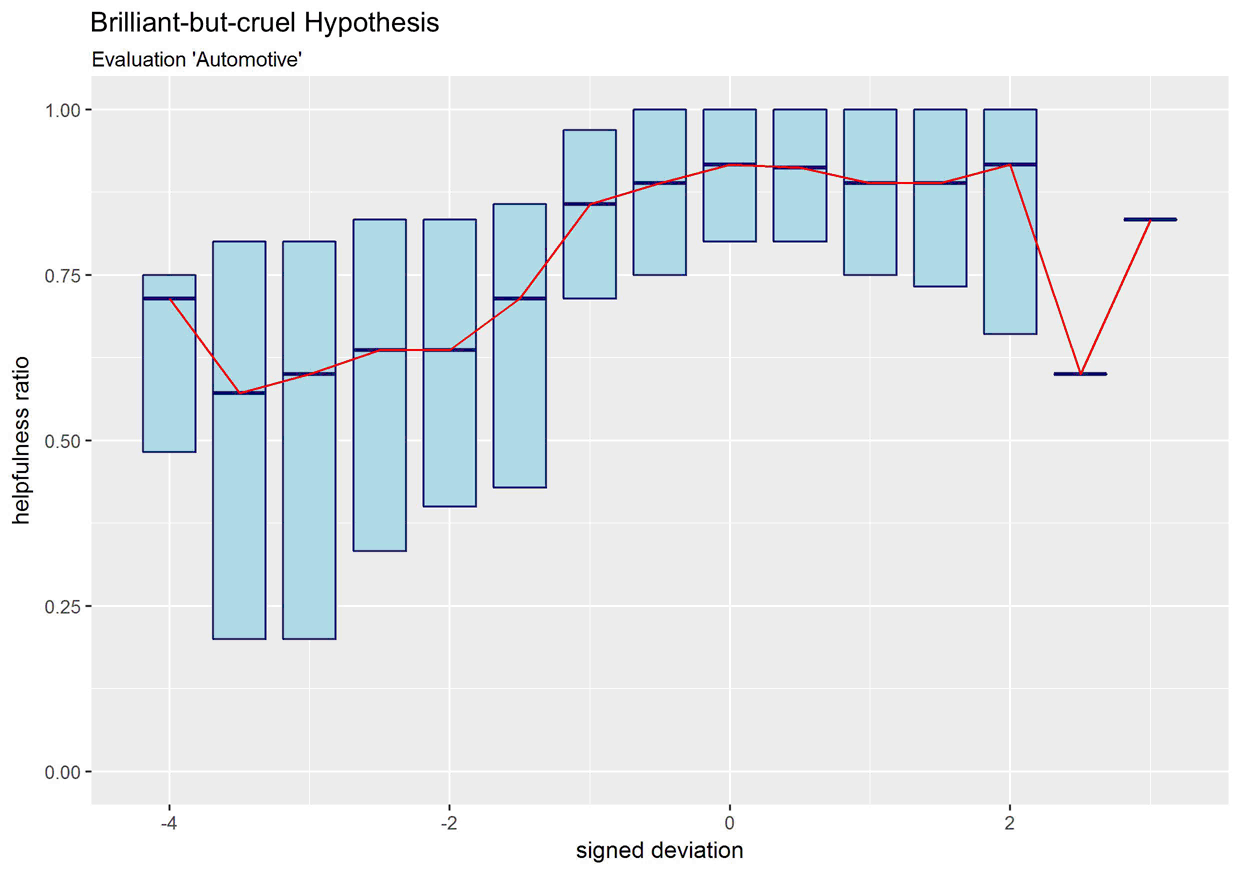 Brilliant-but-cruel Hypothesis
Evaluation 'Automotive'
1.00
0.75
0.50
0.25
0.00
helpfulness ratio
-4
-2
0
2
signed deviation